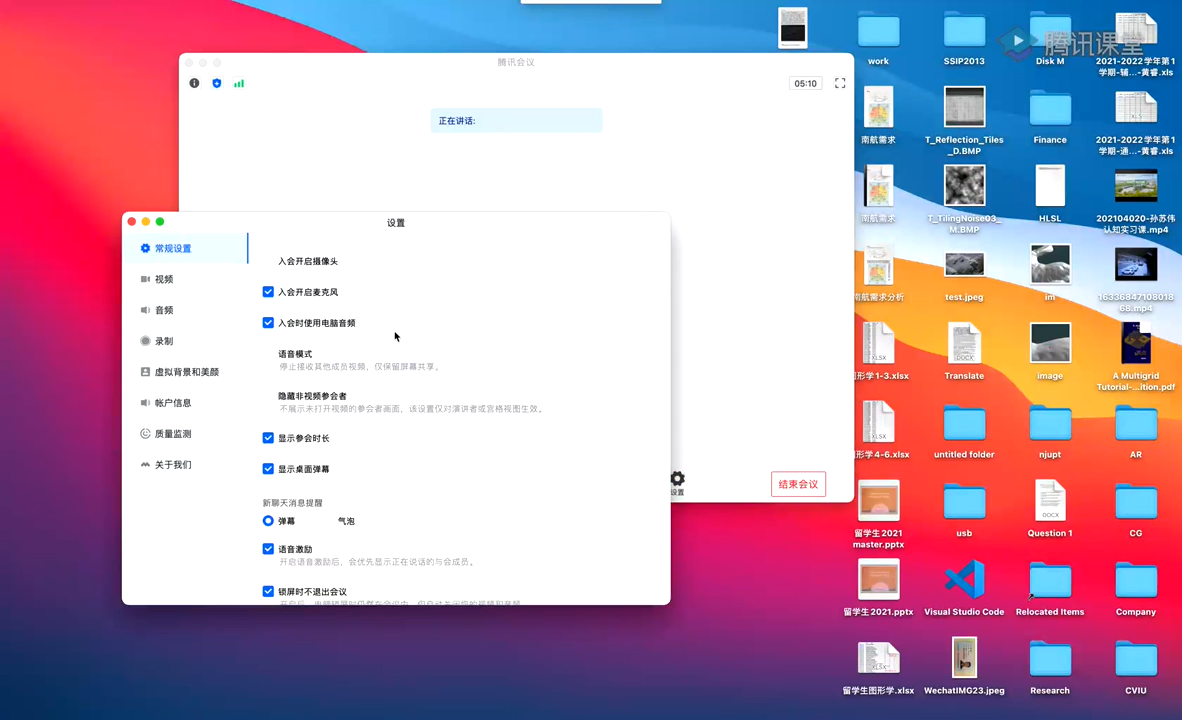 腾讯会议
05:10
正在讲话:
设置
常规设置
视频
音频
录制
虚拟背景和美颜
帐户信息
质量监测
关于我们
入会开启摄像头
入会开启麦克风
入会时使用电脑音频
语音模式
停止接收其他成员视频，仅保留屏幕共享。
隐藏非视频参会者
不展示未打开视频的参会者画面，该设置仅对演讲者或宫格视图生效。
显示参会时长
显示桌面弹幕
新聊天消息提醒
弹幕 气泡
语音激励
开启语音激励后，会优先显示正在说话的与会成员。
锁屏时不退出会议
设置
结束会议
腾讯课堂
work
SSIP2013
Disk M
2021-2022学年第1
学期-辅...-黄睿.xls
南航需求
T_Reflection_Tiles
_D.BMP
Finance
XLS
2021-2022学年第1
学期-通...-黄睿.xls
南航需求
T_TilingNoise03_
M.BMP
HLSL
202104020-孙苏伟
认知实习课.mp4
南航需求分析
test.jpeg
im
16336847108018
68.mp4
XLSX
形学1-3.xlsx
DOCX
Translate
image
A Multigrid
Tutorial-...ition.pdf
XLSX
形学4-6.xlsx
untitled folder
njupt
AR
留学生2021
master.pptx
usb
DOCX
Question 1
CG
留学生2021.pptx
Visual Studio Code
Relocated Items
Company
XLSX
留学生图形学.xlsx
WechatIMG23.jpeg
Research
CVIU